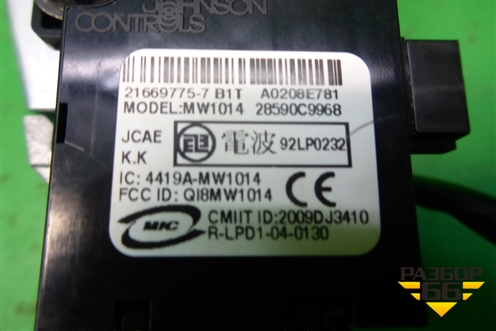 JOHNSON
CONTROLS
21669775-7 B1T A0208E781
MODEL:MW1014 28590C9968
JCAE
K.K
電波 92LP0232
IC: 4419A-MW1014
FCC ID: QI8MW1014 CE
MIC
CMIIT ID:2009DJ3410
R-LPD1-04-0130
РАЗБОР
66